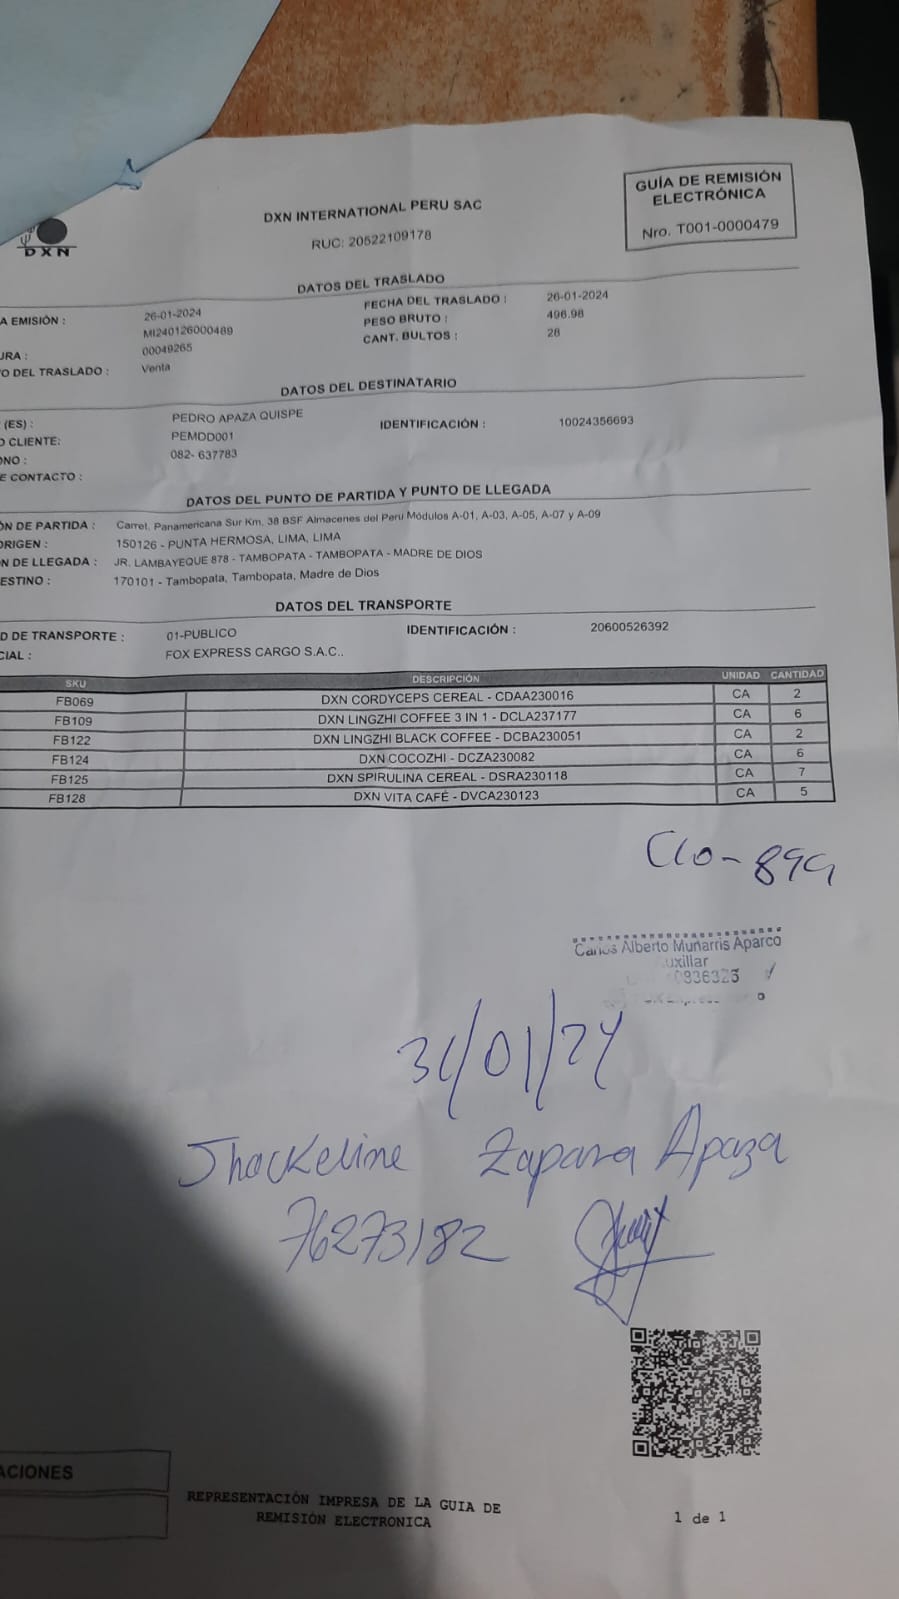 DXN
DXN INTERNATIONAL PERU SAC
RUC: 20522109178
GUÍA DE REMISIÓN
ELECTRÓNICA
Nro. T001-0000479
DATOS DEL TRASLADO
A EMISIÓN : 26-01-2024 FECHA DEL TRASLADO : 26-01-2024
MI240126000489 PESO BRUTO : 496.98
URA : 00049265 CANT. BULTOS : 28
O DEL TRASLADO : Venta
DATOS DEL DESTINATARIO
(ES) : PEDRO APAZA QUISPE IDENTIFICACIÓN : 10024356693
O CLIENTE: PEMDD001
ONO : 082- 637783
E CONTACTO :
DATOS DEL PUNTO DE PARTIDA Y PUNTO DE LLEGADA
ÓN DE PARTIDA : Carret. Panamericana Sur Km. 38 BSF Almacenes del Peru Módulos A-01, A-03, A-05, A-07 y A-09
ORIGEN : 150126 - PUNTA HERMOSA, LIMA, LIMA
N DE LLEGADA : JR. LAMBAYEQUE 878 - TAMBOPATA - TAMBOPATA - MADRE DE DIOS
ESTINO : 170101 - Tambopata, Tambopata, Madre de Dios
DATOS DEL TRANSPORTE
D DE TRANSPORTE : 01-PUBLICO IDENTIFICACIÓN : 20600526392
CIAL : FOX EXPRESS CARGO S.A.C..
SKU DESCRIPCIÓN UNIDAD CANTIDAD
FB069 DXN CORDYCEPS CEREAL - CDAA230016 CA 2
FB109 DXN LINGZHI COFFEE 3 IN 1 - DCLA237177 CA 6
FB122 DXN LINGZHI BLACK COFFEE - DCBA230051 CA 2
FB124 DXN COCOZHI - DCZA230082 CA 6
FB125 DXN SPIRULINA CEREAL - DSRA230118 CA 7
FB128 DXN VITA CAFÉ - DVCA230123 CA 5
Carlos Alberto Muñarris Aparco
uxiliar
0936323
31/01/24
Jhackeline Zapana Apaza
76273182
ACIONES
REPRESENTACIÓN IMPRESA DE LA GUIA DE
REMISIÓN ELECTRONICA
1 de 1